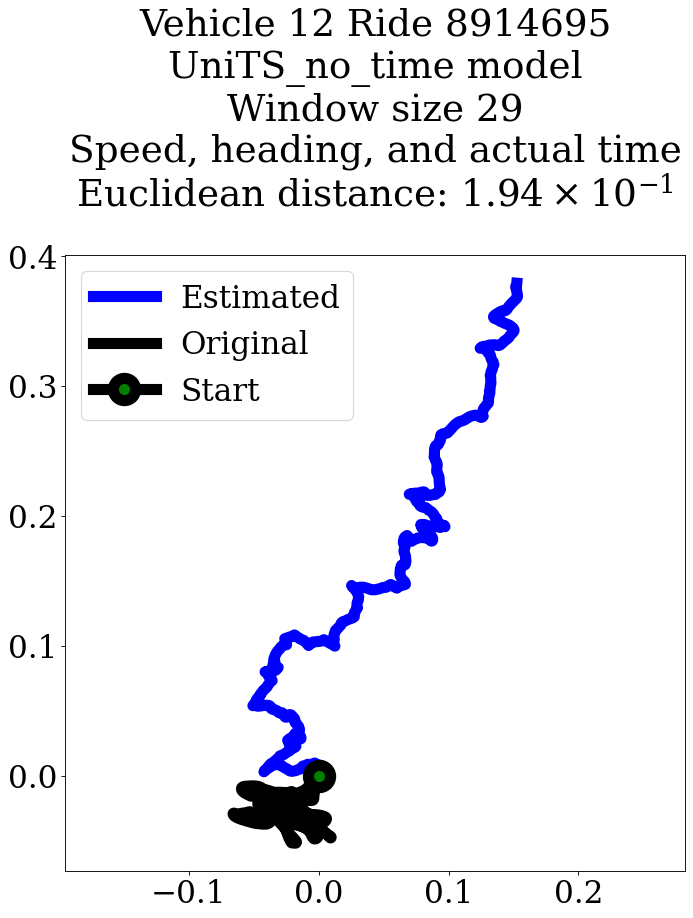 Vehicle 12 Ride 8914695
UniTS_no_time model
Window size 29
Speed, heading, and actual time
Euclidean distance: 1.94 × 10⁻¹
0.4
Estimated
Original
Start
0.3
0.2
0.1
0.0
−0.1 0.0 0.1 0.2